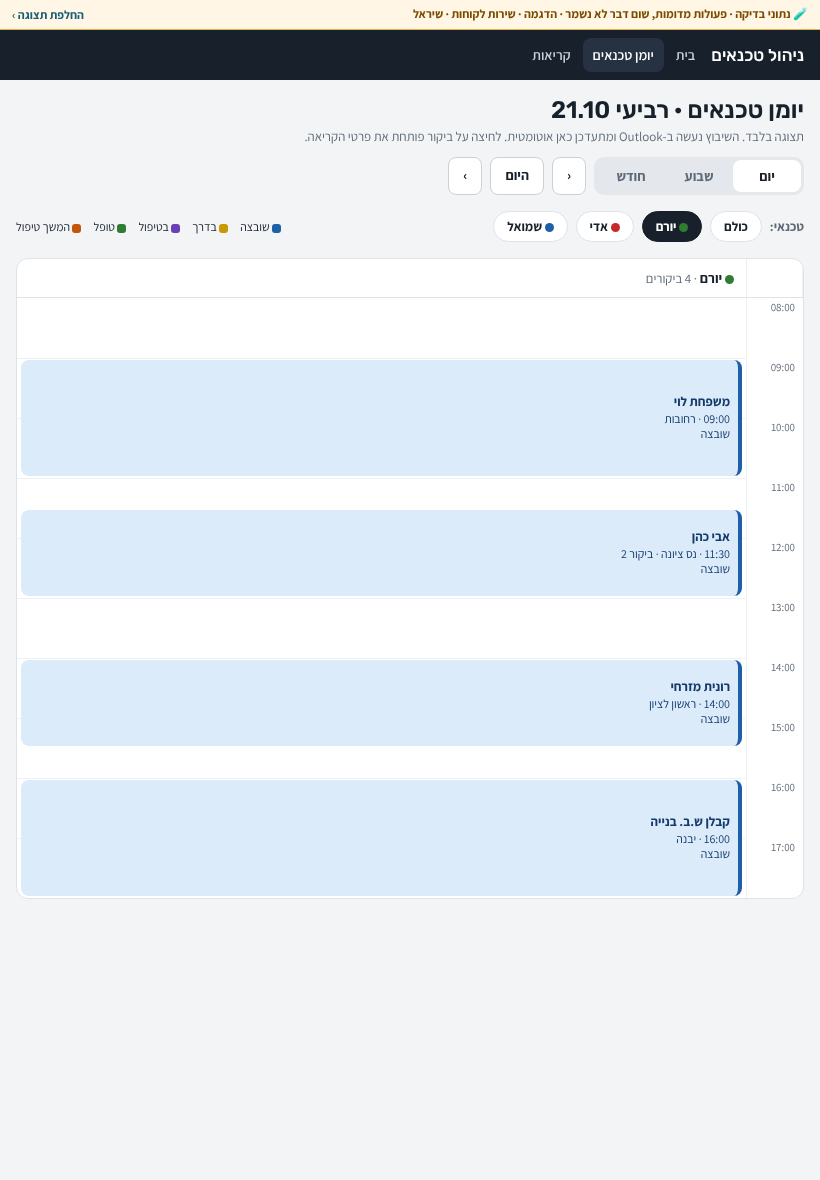 🧪 נתוני בדיקה · פעולות מדומות, שום דבר לא נשמר · הדגמה · שירות לקוחות · שיראל
החלפת תצוגה ›
ניהול טכנאים
בית
יומן טכנאים
קריאות
יומן טכנאים • רביעי 21.10
תצוגה בלבד. השיבוץ נעשה ב-Outlook ומתעדכן כאן אוטומטית. לחיצה על ביקור פותחת את פרטי הקריאה.
יום
שבוע
חודש
‹
היום
›
טכנאי:
כולם
יורם
אדי
שמואל
שובצה
בדרך
בטיפול
טופל
המשך טיפול
יורם · 4 ביקורים
08:00
09:00
משפחת לוי
09:00 · רחובות
שובצה
10:00
11:00
אבי כהן
11:30 · נס ציונה · ביקור 2
שובצה
12:00
13:00
14:00
רונית מזרחי
14:00 · ראשון לציון
שובצה
15:00
16:00
קבלן ש.ב. בנייה
16:00 · יבנה
שובצה
17:00